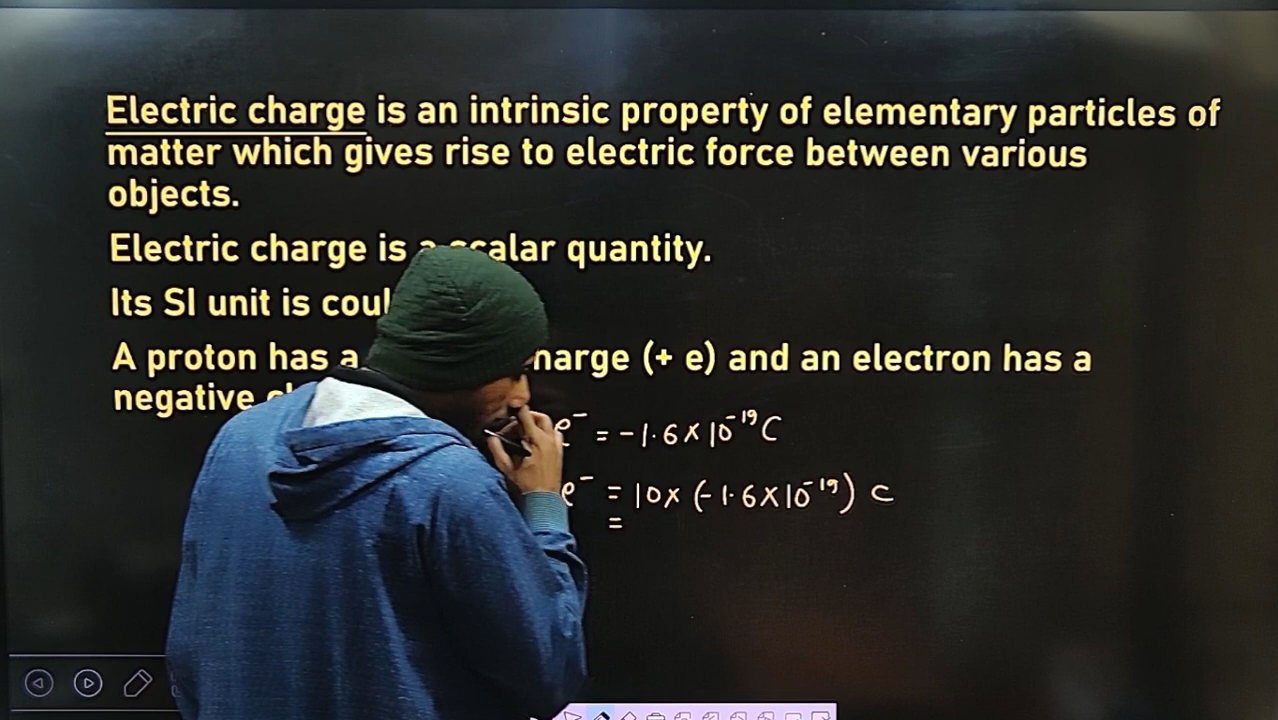 Electric charge is an intrinsic property of elementary particles of
matter which gives rise to electric force between various
objects.
Electric charge is a scalar quantity.
Its SI unit is
A proton has a (+ e) and an electron has a
negative
e⁻ = -1.6×10⁻¹⁹C
e⁻ = 10×(-1.6×10⁻¹⁹) C
=